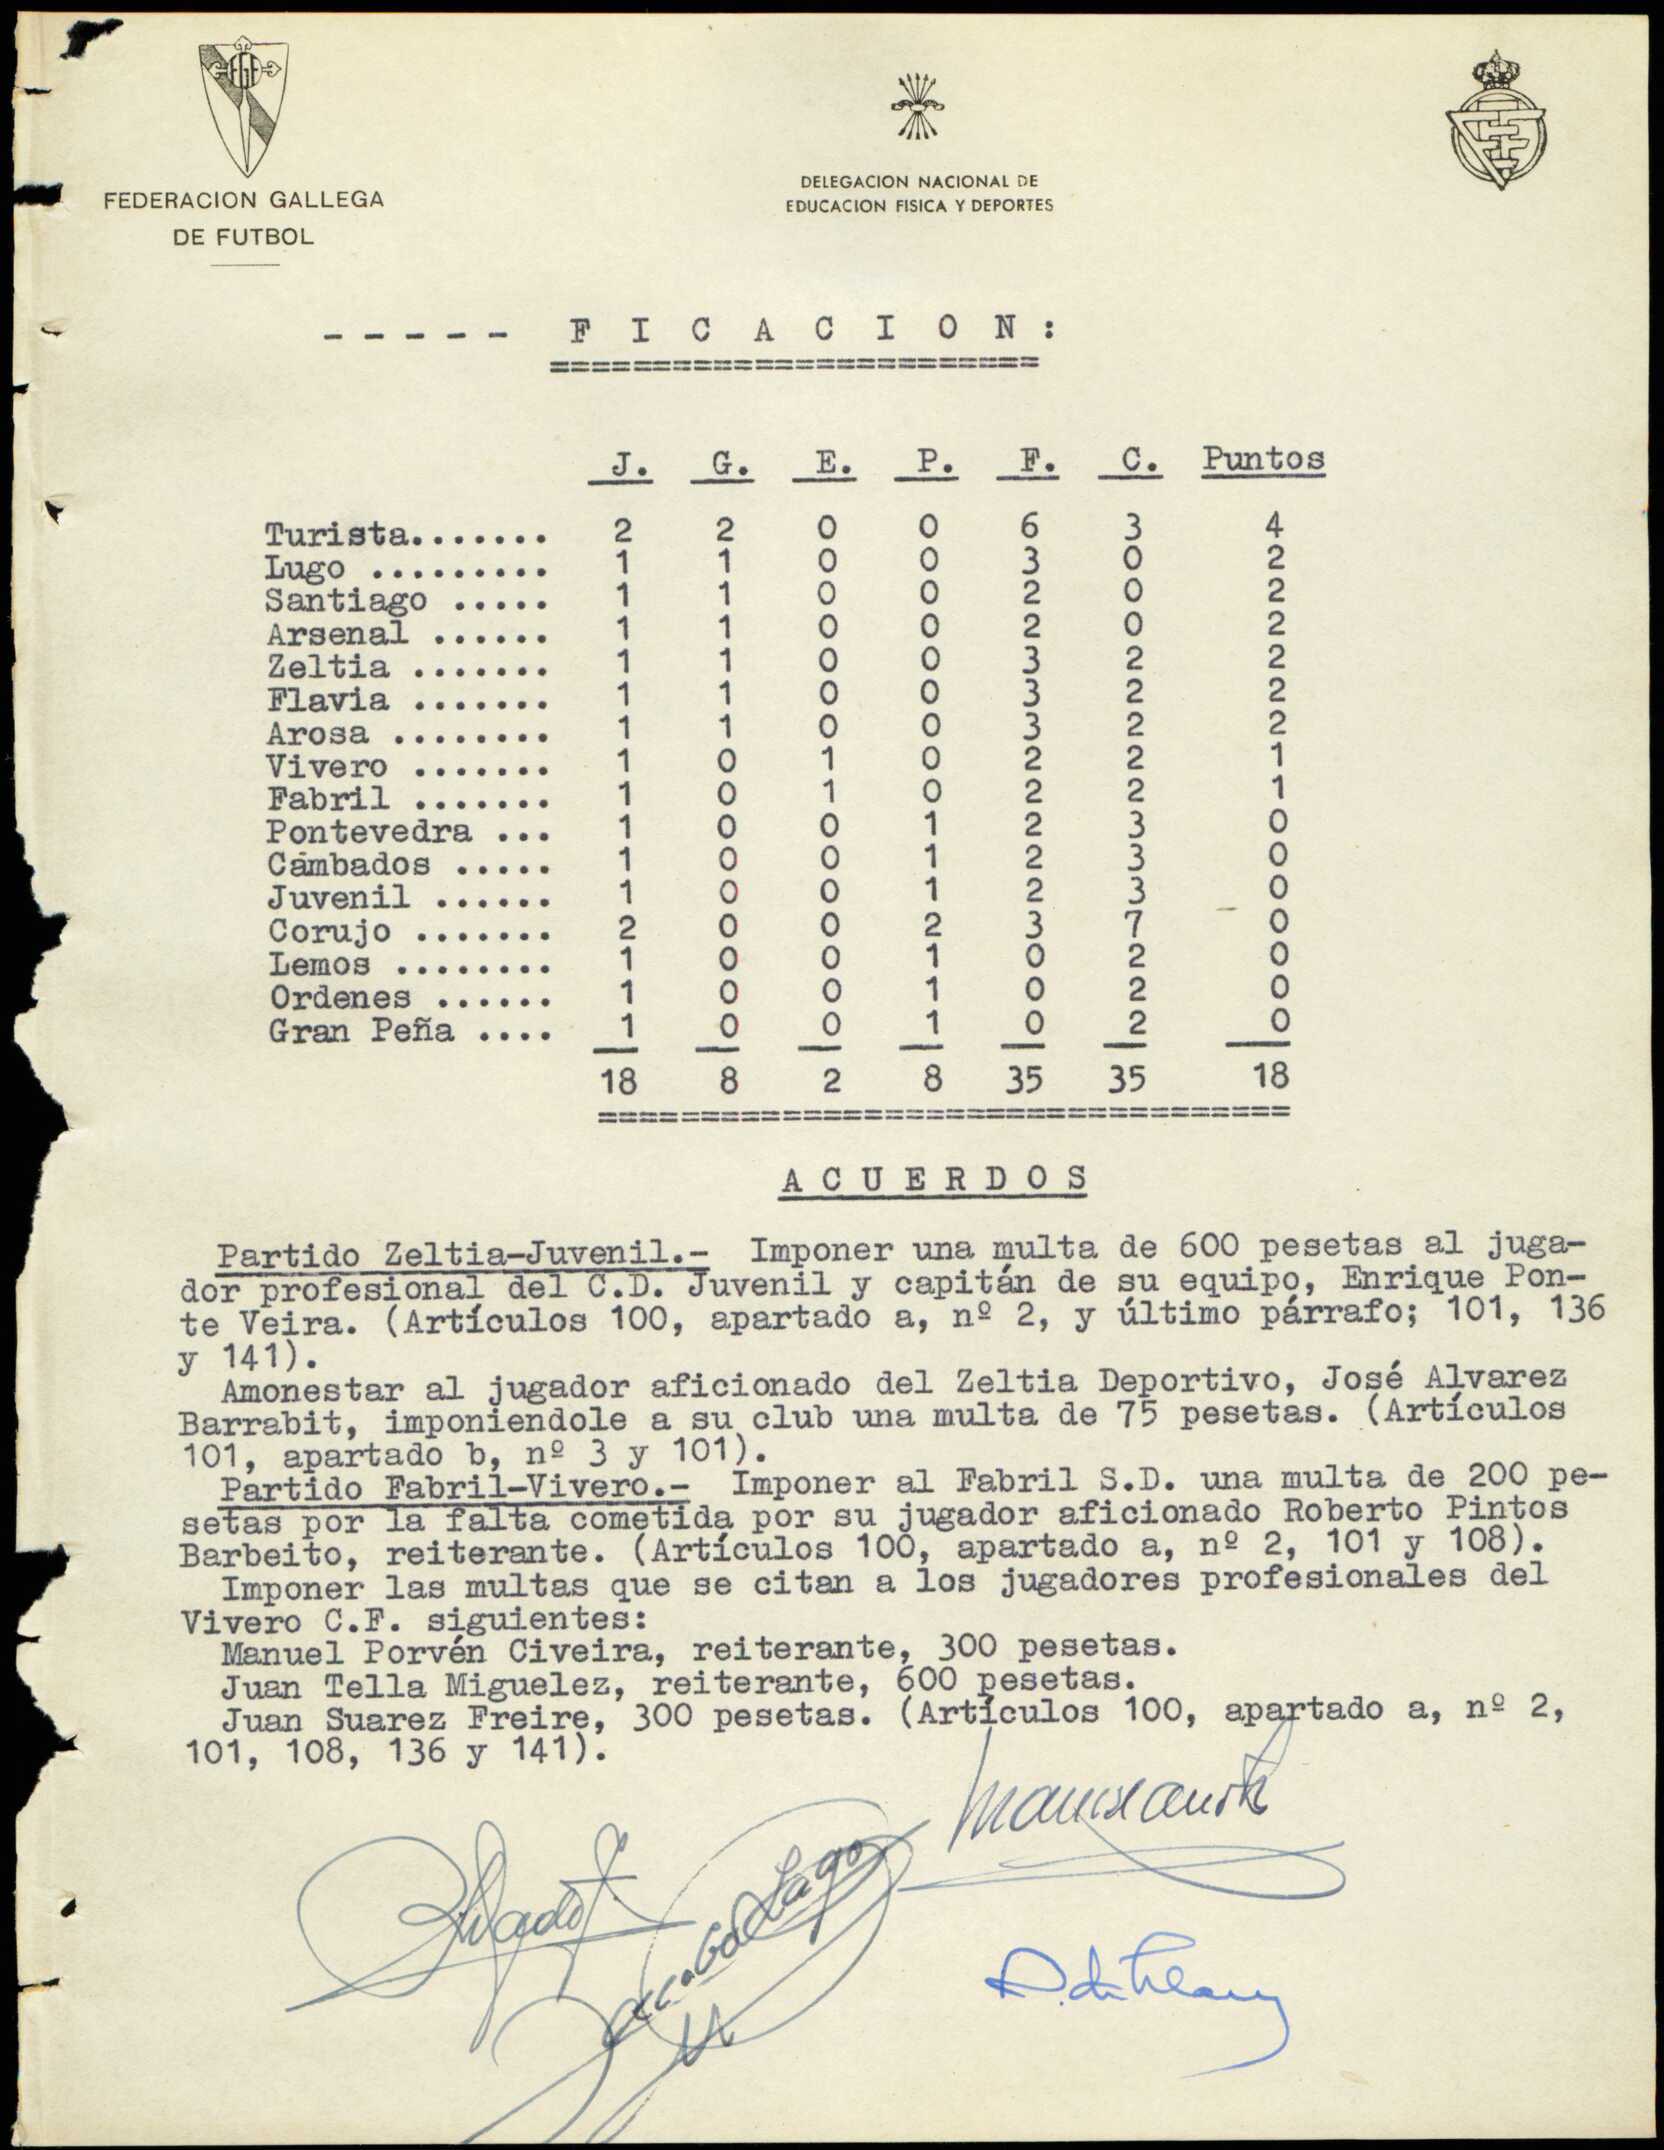 FGF
FEDERACION GALLEGA
DE FUTBOL
DELEGACION NACIONAL DE
EDUCACION FISICA Y DEPORTES
- - - - - F I C A C I O N :
========================
J. G. E. P. F. C. Puntos
Turista....... 2 2 0 0 6 3 4
Lugo ......... 1 1 0 0 3 0 2
Santiago ..... 1 1 0 0 2 0 2
Arsenal ...... 1 1 0 0 2 0 2
Zeltia ....... 1 1 0 0 3 2 2
Flavia ....... 1 1 0 0 3 2 2
Arosa ........ 1 1 0 0 3 2 2
Vivero ....... 1 0 1 0 2 2 1
Fabril ....... 1 0 1 0 2 2 1
Pontevedra ... 1 0 0 1 2 3 0
Cambados ..... 1 0 0 1 2 3 0
Juvenil ...... 1 0 0 1 2 3 0
Corujo ....... 2 0 0 2 3 7 0
Lemos ........ 1 0 0 1 0 2 0
Ordenes ...... 1 0 0 1 0 2 0
Gran Peña .... 1 0 0 1 0 2 0
18 8 2 8 35 35 18
==================================
A C U E R D O S
Partido Zeltia-Juvenil.- Imponer una multa de 600 pesetas al juga-
dor profesional del C.D. Juvenil y capitán de su equipo, Enrique Pon-
te Veira. (Artículos 100, apartado a, nº 2, y último párrafo; 101, 136
y 141).
Amonestar al jugador aficionado del Zeltia Deportivo, José Alvarez
Barrabit, imponiendole a su club una multa de 75 pesetas. (Artículos
101, apartado b, nº 3 y 101).
Partido Fabril-Vivero.- Imponer al Fabril S.D. una multa de 200 pe-
setas por la falta cometida por su jugador aficionado Roberto Pintos
Barbeito, reiterante. (Artículos 100, apartado a, nº 2, 101 y 108).
Imponer las multas que se citan a los jugadores profesionales del
Vivero C.F. siguientes:
Manuel Porvén Civeira, reiterante, 300 pesetas.
Juan Tella Miguelez, reiterante, 600 pesetas.
Juan Suarez Freire, 300 pesetas. (Artículos 100, apartado a, nº 2,
101, 108, 136 y 141).
Lago